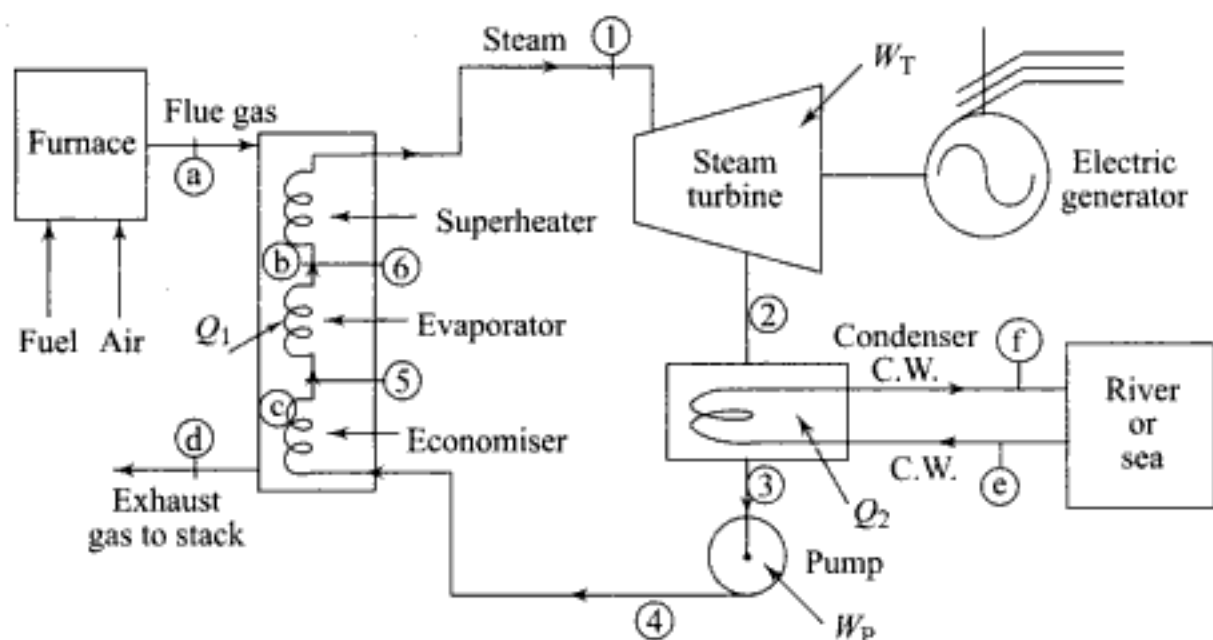 Steam
①
W_T
Flue gas
Furnace
ⓐ
Steam
turbine
Electric
generator
Superheater
ⓑ
⑥
Fuel
Air
Q_1
Evaporator
②
Condenser
C.W.
ⓕ
⑤
ⓒ
River
or
sea
ⓓ
Economiser
C.W.
ⓔ
Exhaust
gas to stack
③
Q_2
Pump
④
W_P